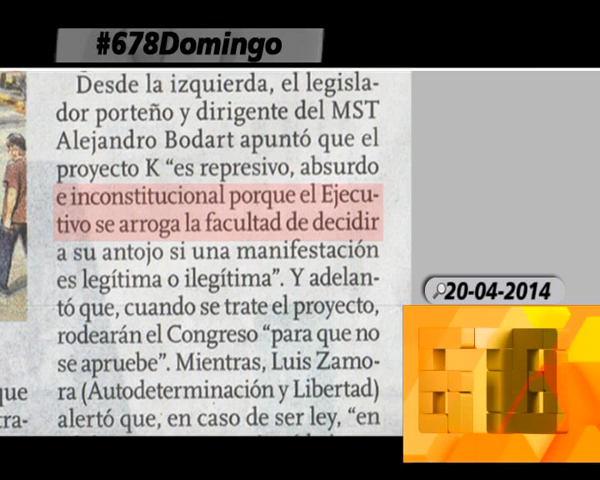 #678Domingo
Desde la izquierda, el legisla-
dor porteño y dirigente del MST
Alejandro Bodart apuntó que el
proyecto K “es represivo, absurdo
e inconstitucional porque el Ejecu-
tivo se arroga la facultad de decidir
a su antojo si una manifestación
es legítima o ilegítima”. Y adelan-
tó que, cuando se trate el proyecto,
rodearán el Congreso “para que no
se apruebe”. Mientras, Luis Zamo-
ra (Autodeterminación y Libertad)
alertó que, en caso de ser ley, “en
que
tra-
20-04-2014